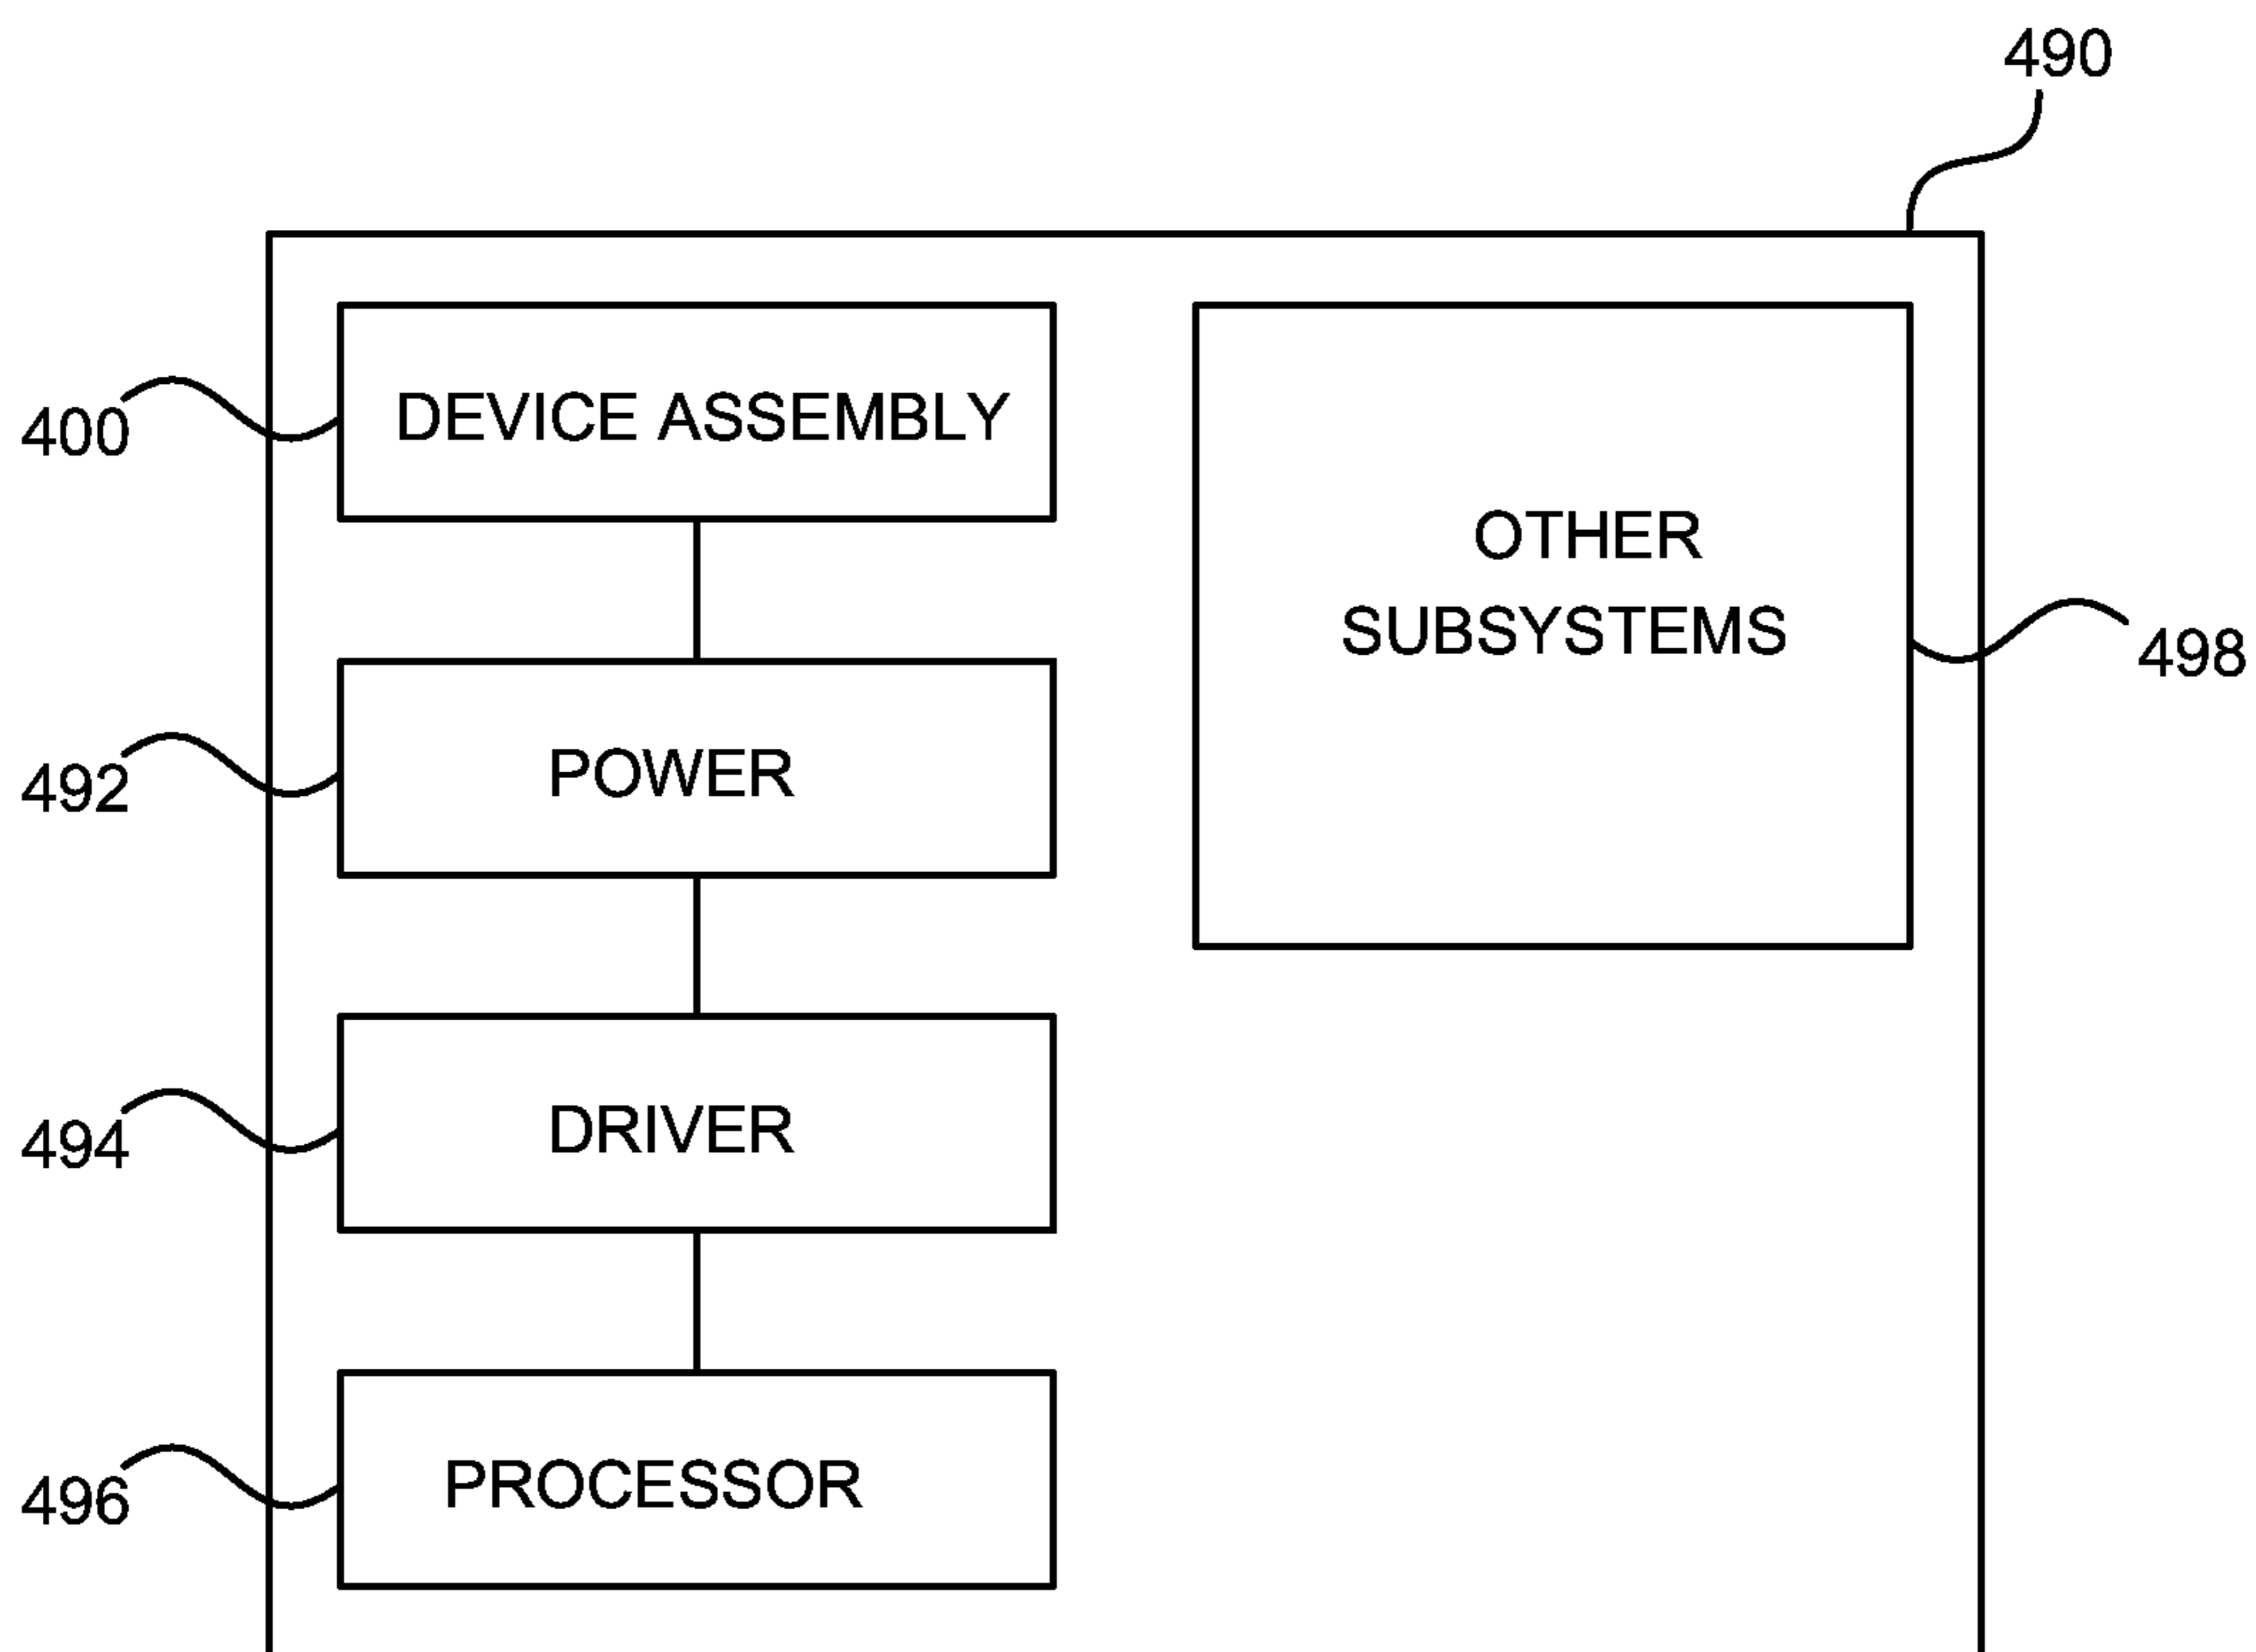 490
400
DEVICE ASSEMBLY
OTHER
SUBSYSTEMS
498
492
POWER
494
DRIVER
496
PROCESSOR